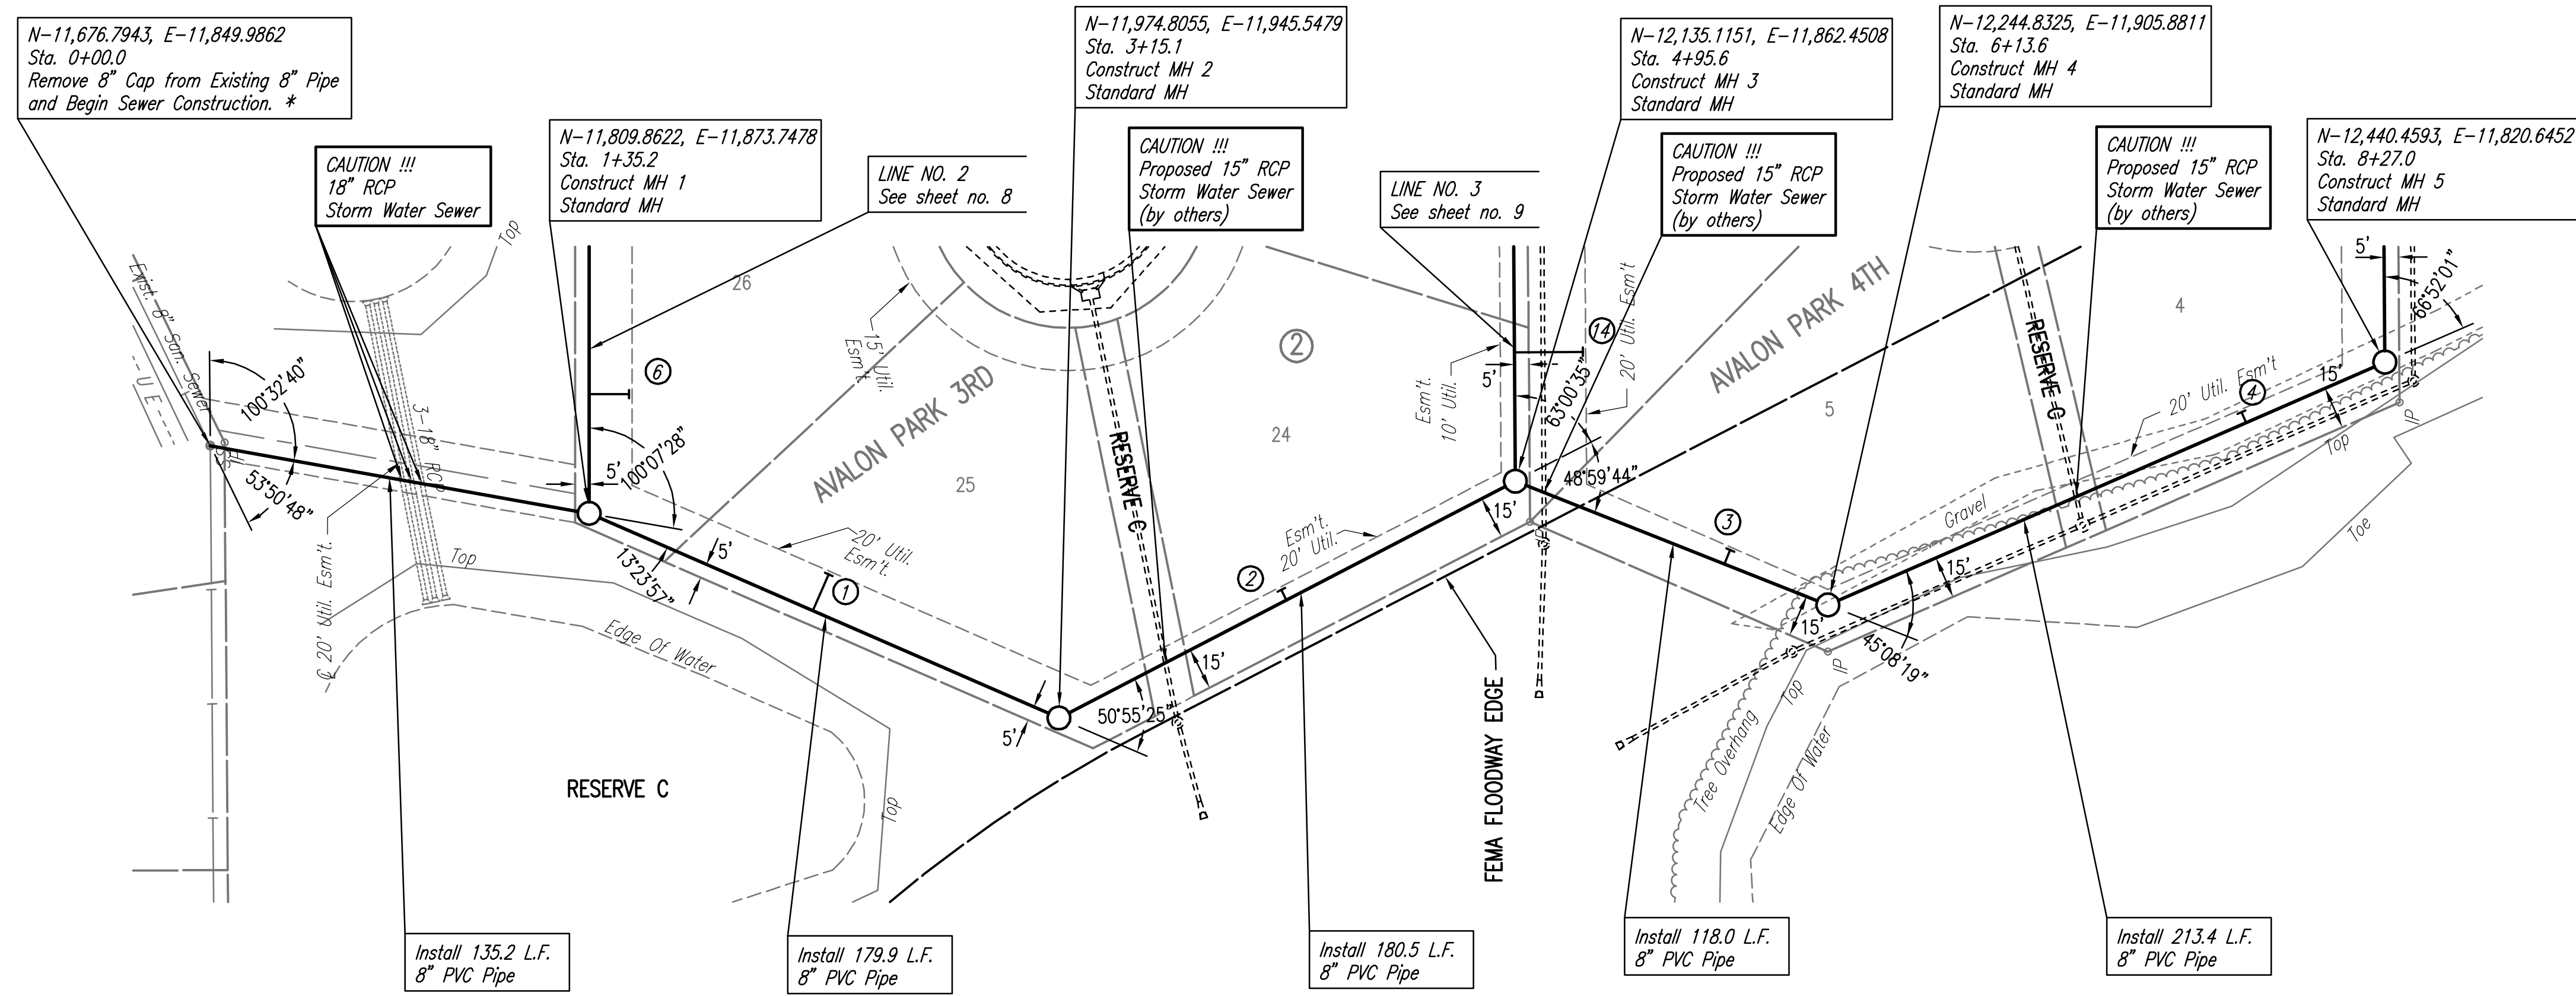 N-11,676.7943, E-11,849.9862
Sta. 0+00.0
Remove 8" Cap from Existing 8" Pipe
and Begin Sewer Construction. *
CAUTION !!!
18" RCP
Storm Water Sewer
N-11,809.8622, E-11,873.7478
Sta. 1+35.2
Construct MH 1
Standard MH
LINE NO. 2
See sheet no. 8
N-11,974.8055, E-11,945.5479
Sta. 3+15.1
Construct MH 2
Standard MH
CAUTION !!!
Proposed 15" RCP
Storm Water Sewer
(by others)
LINE NO. 3
See sheet no. 9
N-12,135.1151, E-11,862.4508
Sta. 4+95.6
Construct MH 3
Standard MH
CAUTION !!!
Proposed 15" RCP
Storm Water Sewer
(by others)
N-12,244.8325, E-11,905.8811
Sta. 6+13.6
Construct MH 4
Standard MH
CAUTION !!!
Proposed 15" RCP
Storm Water Sewer
(by others)
N-12,440.4593, E-11,820.6452
Sta. 8+27.0
Construct MH 5
Standard MH
Exist. 8" San. Sewer
U E
100°32'40"
53°50'48"
3-18" RCP
Top
26
6
5'
100°07'28"
15' Util.
Esm't.
AVALON PARK 3RD
25
13°23'57"
5'
20' Util.
Esm't.
1
5'
℄ 20' Util. Esm't.
Top
Edge Of Water
Top
RESERVE C
RESERVE C
2
24
50°55'25"
15'
2
Esm't.
20' Util.
Esm't.
10' Util.
5'
14
63°00'35"
20' Util. Esm't
AVALON PARK 4TH
5
15'
48°59'44"
IP
3
FEMA FLOODWAY EDGE
15'
45°08'19"
IP
Top
Tree Overhang
Edge Of Water
Gravel
15'
RESERVE C
4
20' Util. Esm't
4
15'
5'
66°52'01"
Top
IP
Toe
Install 135.2 L.F.
8" PVC Pipe
Install 179.9 L.F.
8" PVC Pipe
Install 180.5 L.F.
8" PVC Pipe
Install 118.0 L.F.
8" PVC Pipe
Install 213.4 L.F.
8" PVC Pipe